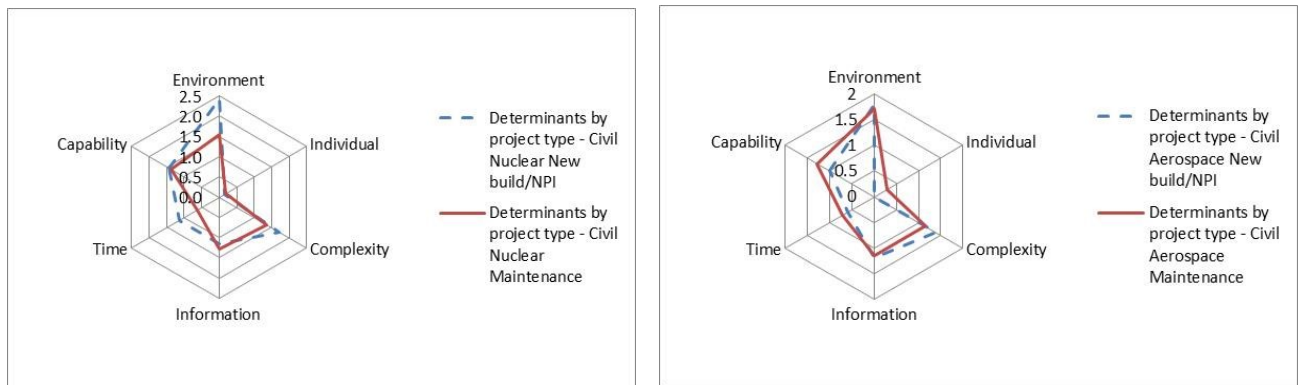 Environment
2.5
2.0
1.5
1.0
0.5
0.0
Capability
Individual
Time
Complexity
Information
Determinants by
project type - Civil
Nuclear New
build/NPI
Determinants by
project type - Civil
Nuclear
Maintenance
Environment
2
1.5
1
0.5
0
Capability
Individual
Time
Complexity
Information
Determinants by
project type - Civil
Aerospace New
build/NPI
Determinants by
project type - Civil
Aerospace
Maintenance